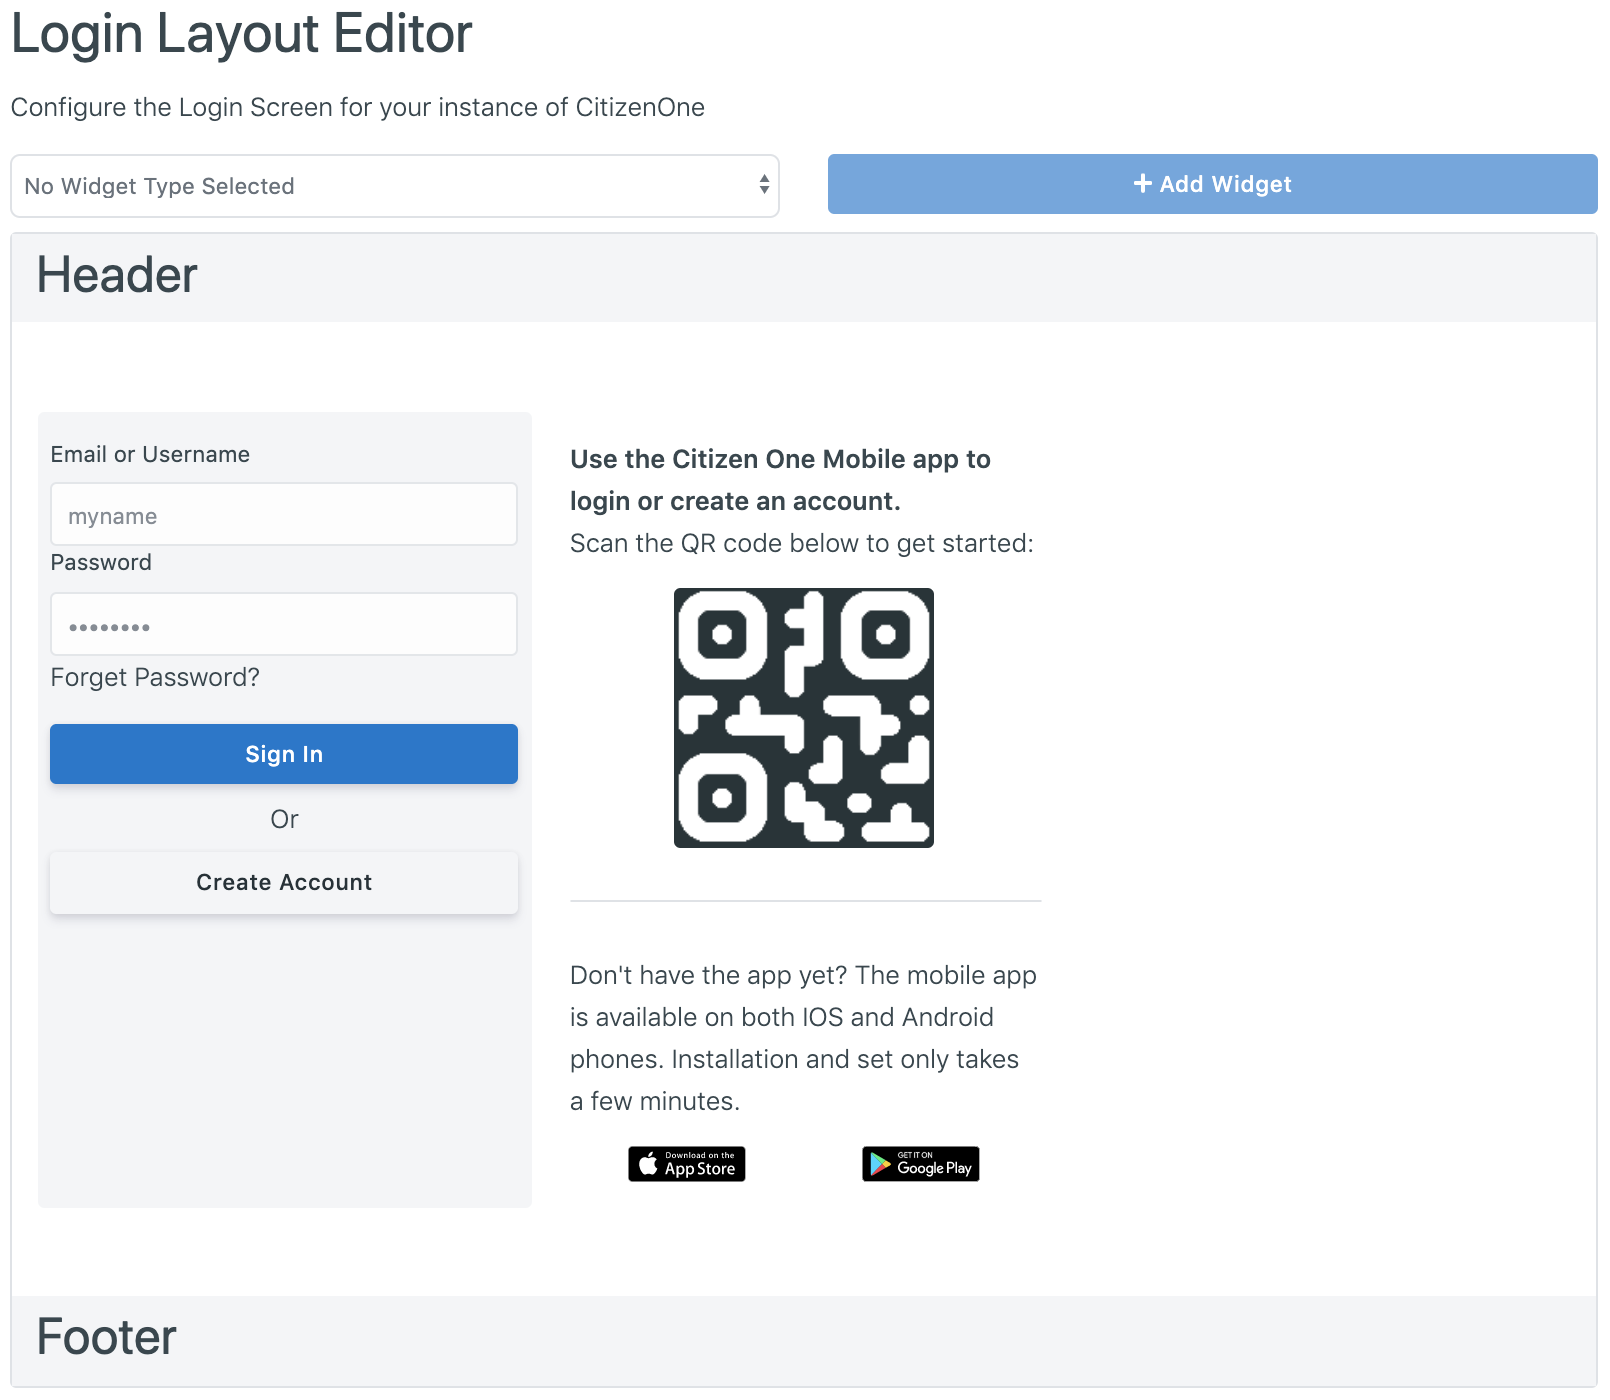 Login Layout Editor
Configure the Login Screen for your instance of CitizenOne
No Widget Type Selected
Add Widget
Header
Email or Username
myname
Password
••••••••
Forget Password?
Sign In
Or
Create Account
Use the Citizen One Mobile app to
login or create an account.
Scan the QR code below to get started:
Don't have the app yet? The mobile app
is available on both IOS and Android
phones. Installation and set only takes
a few minutes.
Download on the
App Store
GET IT ON
Google Play
Footer